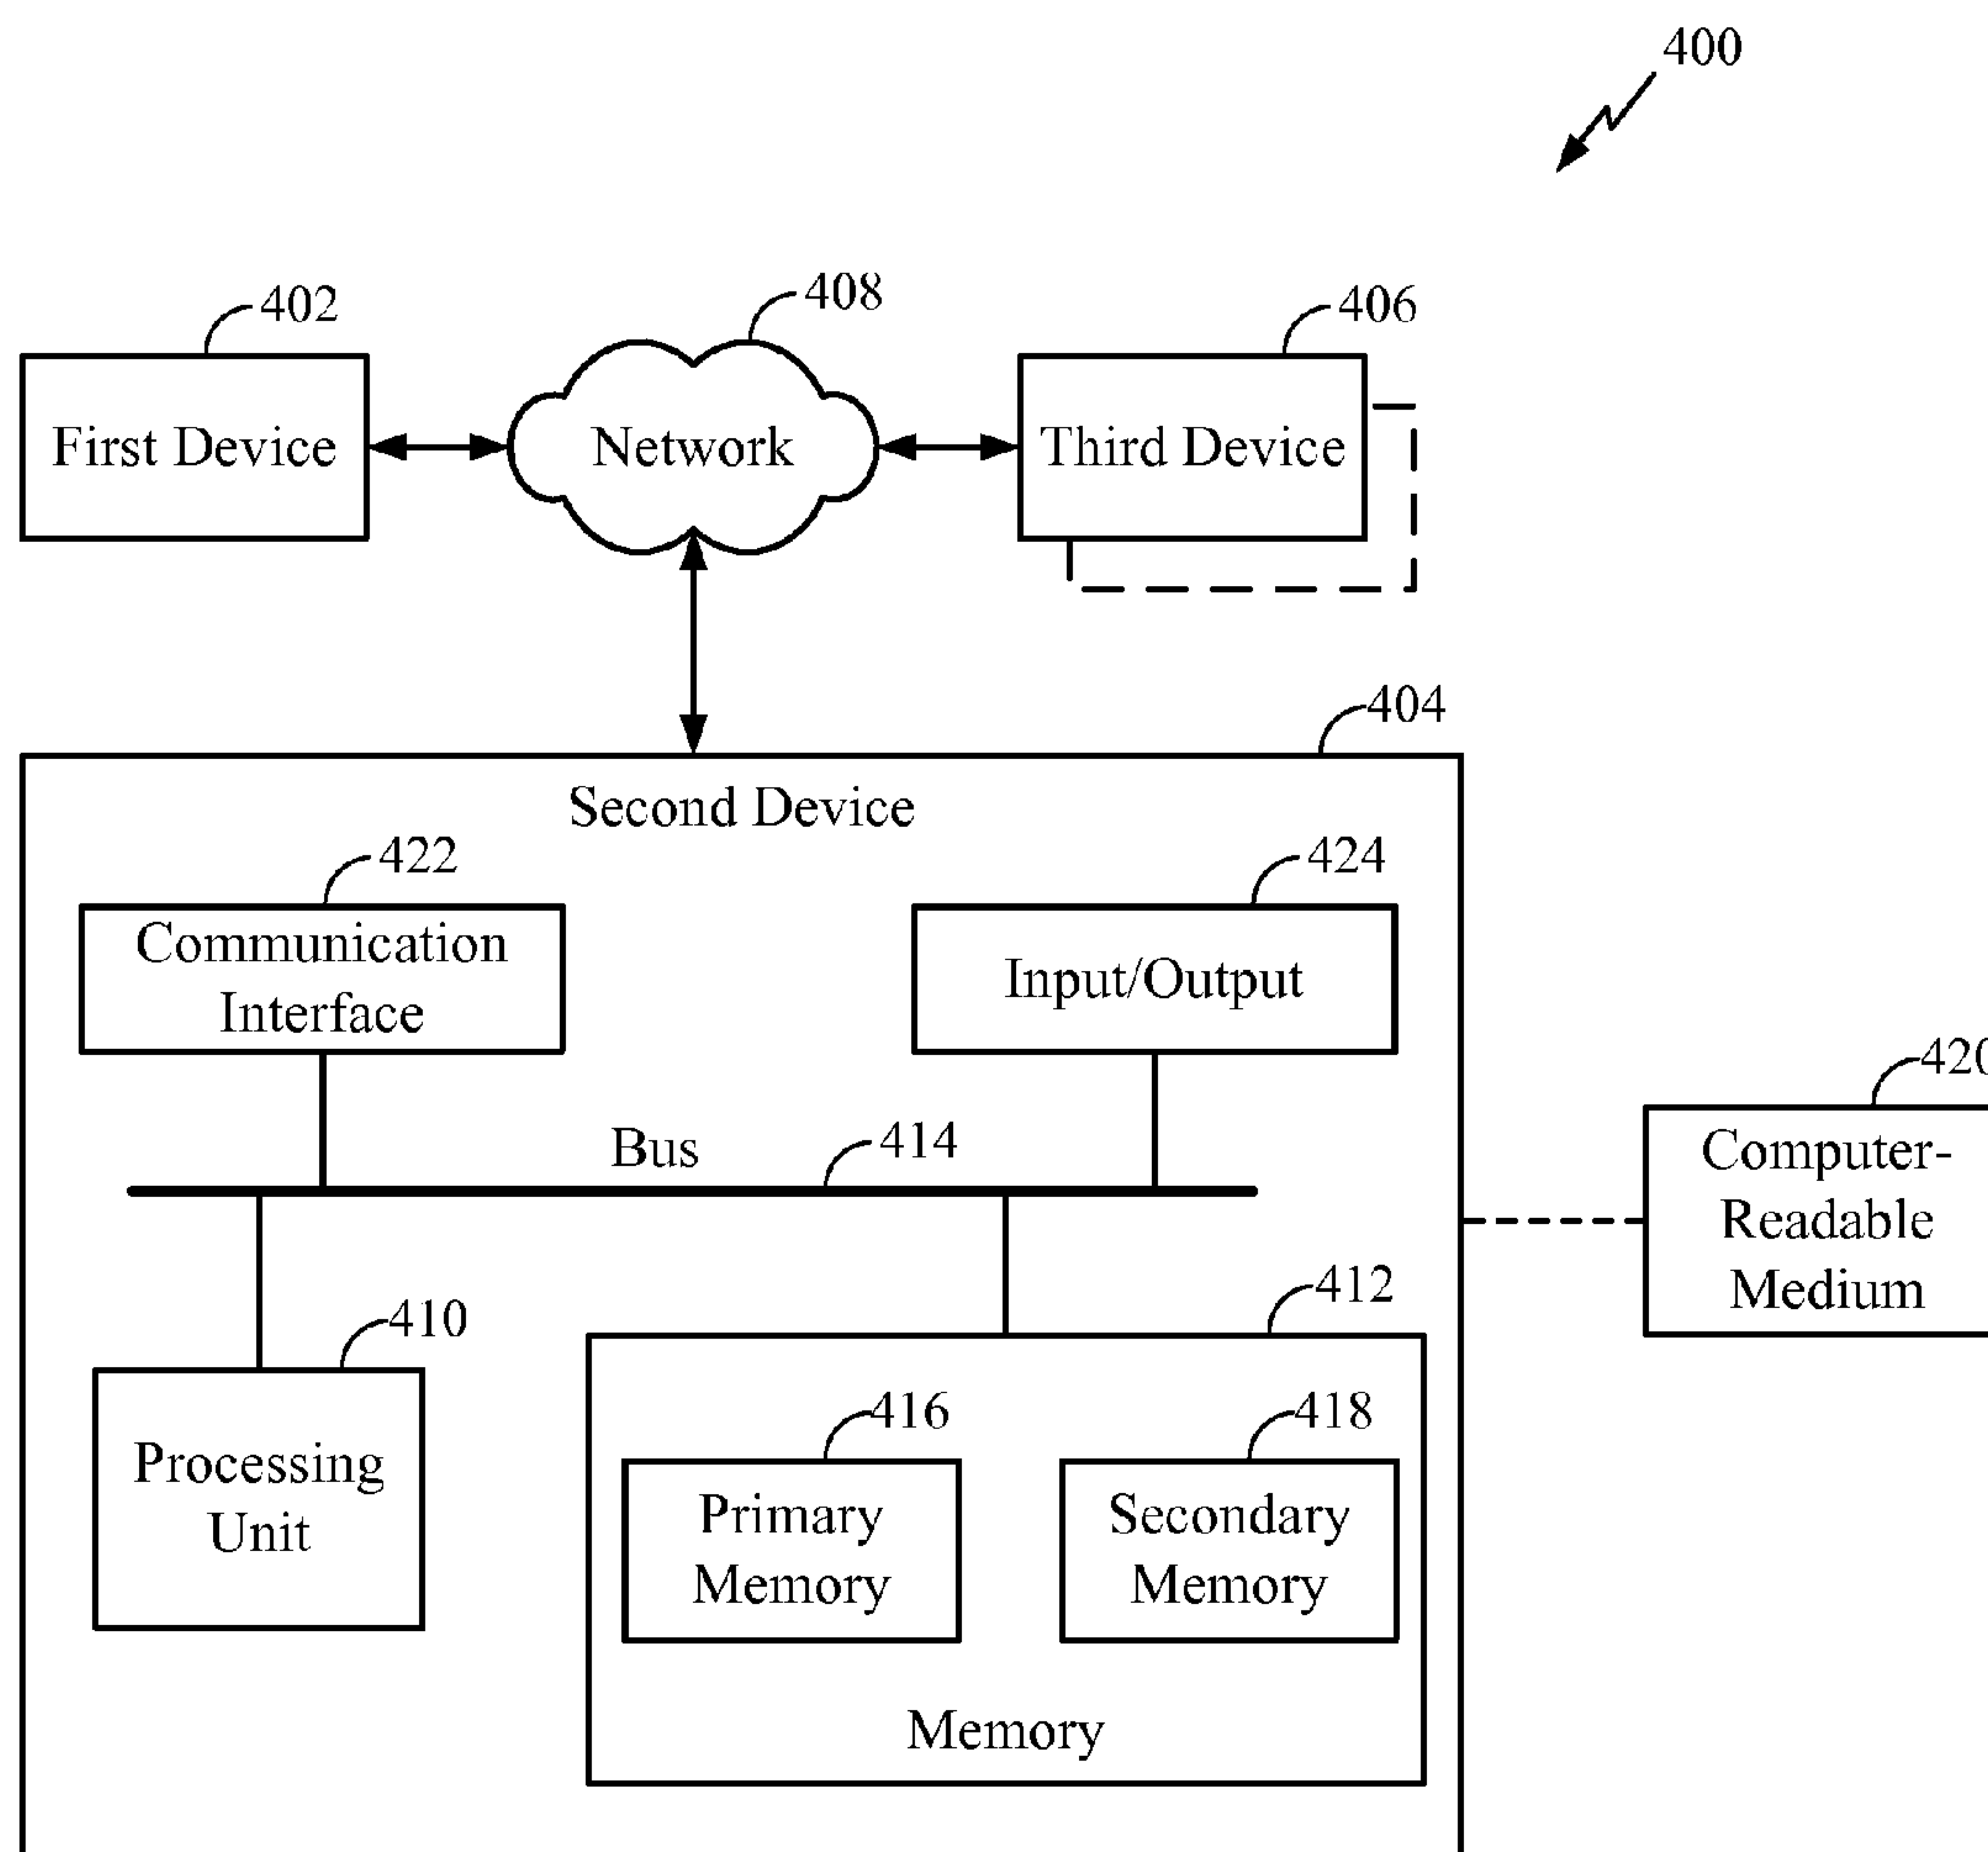 400
402
408
406
First Device
Network
Third Device
404
Second Device
422
424
Communication
Interface
Input/Output
420
Computer-
Readable
Medium
Bus
414
412
410
Processing
Unit
416
418
Primary
Memory
Secondary
Memory
Memory